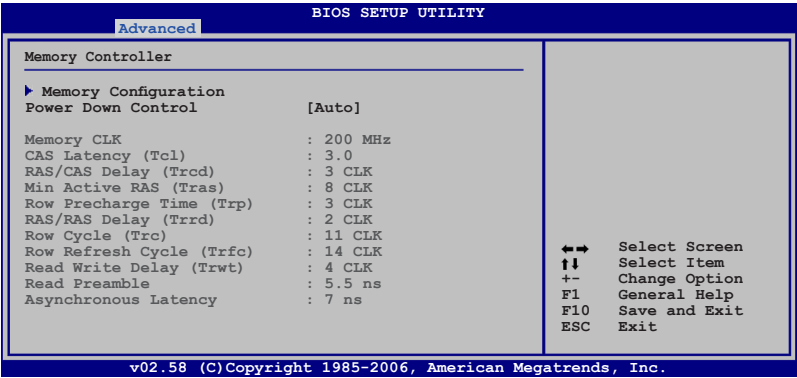 BIOS SETUP UTILITY
Advanced
Memory Controller
Memory Configuration
Power Down Control [Auto]
Memory CLK : 200 MHz
CAS Latency (Tcl) : 3.0
RAS/CAS Delay (Trcd) : 3 CLK
Min Active RAS (Tras) : 8 CLK
Row Precharge Time (Trp) : 3 CLK
RAS/RAS Delay (Trrd) : 2 CLK
Row Cycle (Trc) : 11 CLK
Row Refresh Cycle (Trfc) : 14 CLK
Read Write Delay (Trwt) : 4 CLK
Read Preamble : 5.5 ns
Asynchronous Latency : 7 ns
Select Screen
Select Item
+- Change Option
F1 General Help
F10 Save and Exit
ESC Exit
v02.58 (C)Copyright 1985-2006, American Megatrends, Inc.